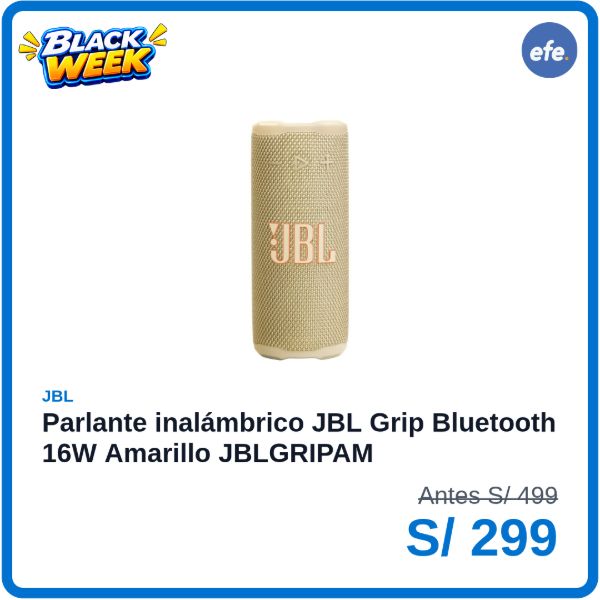 BLACK
WEEK
efe.
JBL
JBL
Parlante inalámbrico JBL Grip Bluetooth
16W Amarillo JBLGRIPAM
Antes S/ 499
S/ 299